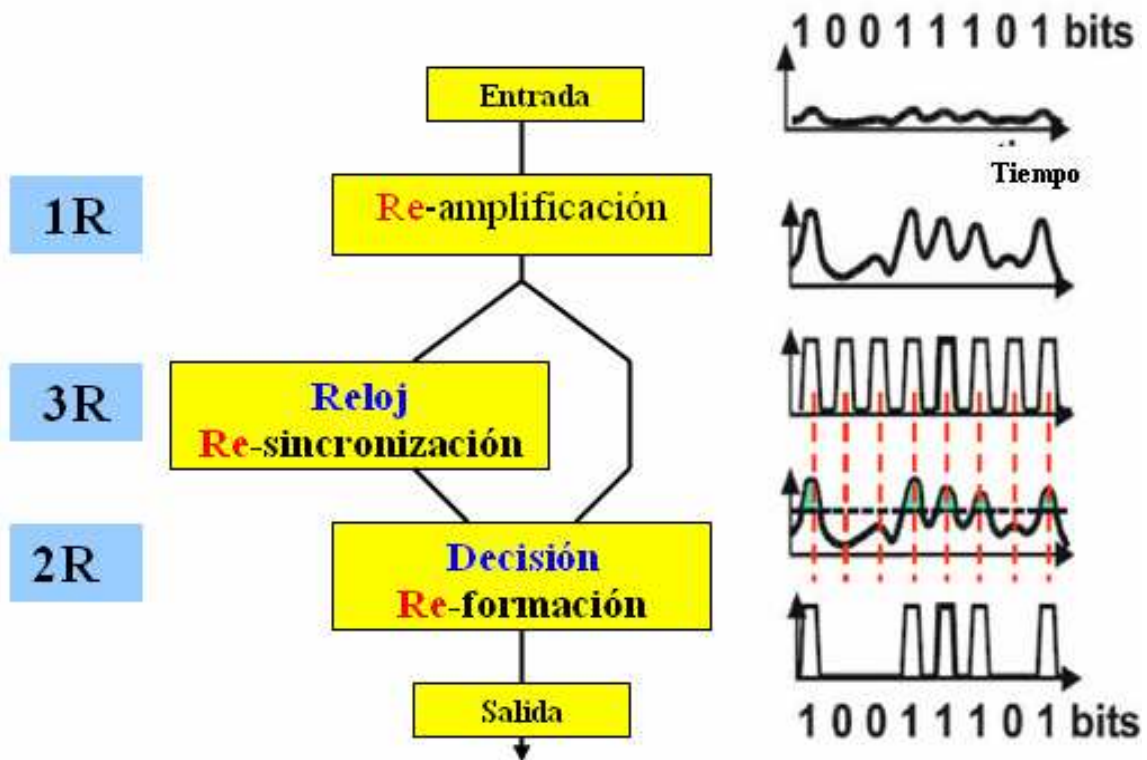 1 0 0 1 1 1 0 1 bits
Entrada
Tiempo
1R
Re-amplificación
3R
Reloj
Re-sincronización
2R
Decisión
Re-formación
Salida
1 0 0 1 1 1 0 1 bits